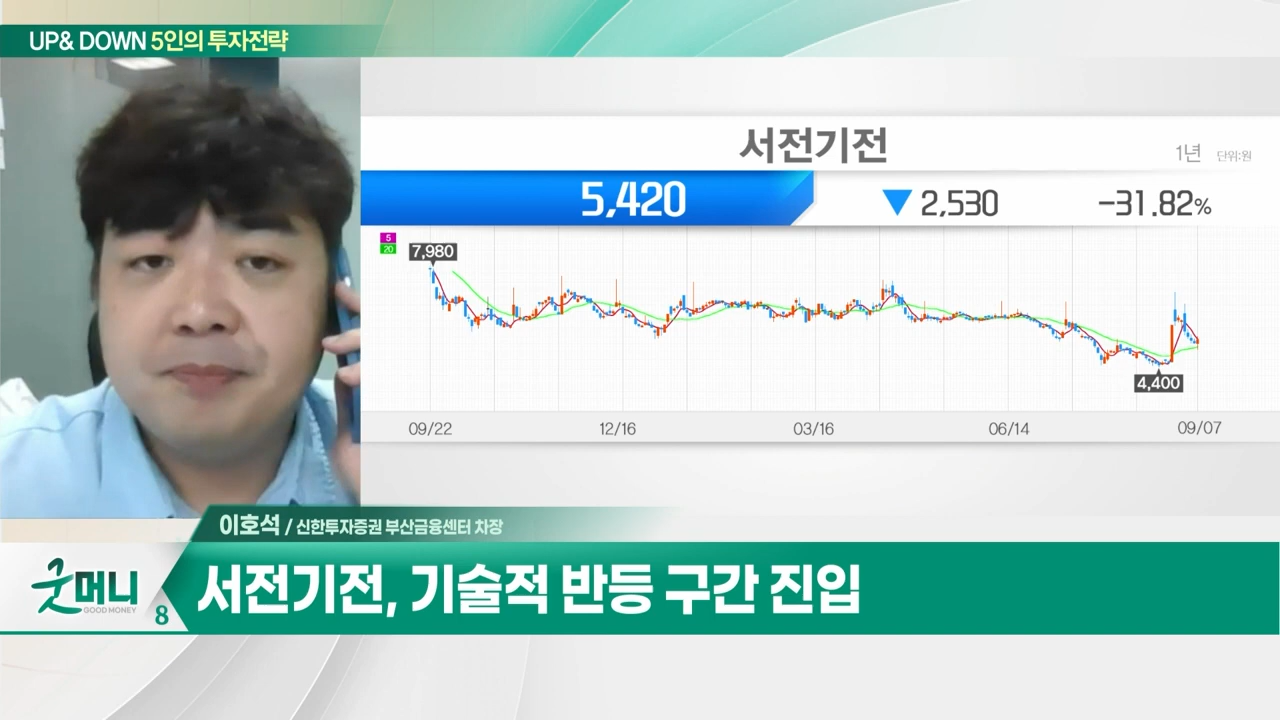 UP& DOWN 5인의 투자전략
서전기전
1년 단위:원
5,420 ▼ 2,530 -31.82%
5
20
7,980
4,400
09/22 12/16 03/16 06/14 09/07
이호석 / 신한투자증권 부산금융센터 차장
굿머니
GOOD MONEY
8
서전기전, 기술적 반등 구간 진입